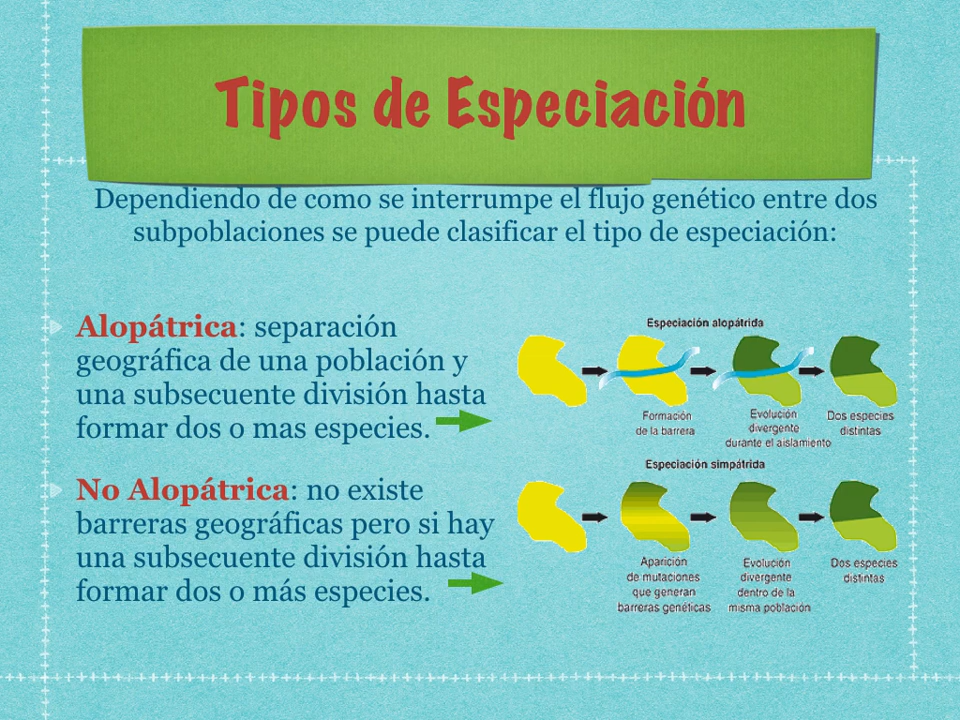 Tipos de Especiación
Dependiendo de como se interrumpe el flujo genético entre dos
subpoblaciones se puede clasificar el tipo de especiación:
Alopátrica: separación
geográfica de una población y
una subsecuente división hasta
formar dos o mas especies.
No Alopátrica: no existe
barreras geográficas pero si hay
una subsecuente división hasta
formar dos o más especies.
Especiación alopátrida
Formación
de la barrera
Evolución
divergente
durante el aislamiento
Dos especies
distintas
Especiación simpátrida
Aparición
de mutaciones
que generan
barreras genéticas
Evolución
divergente
dentro de la
misma población
Dos especies
distintas